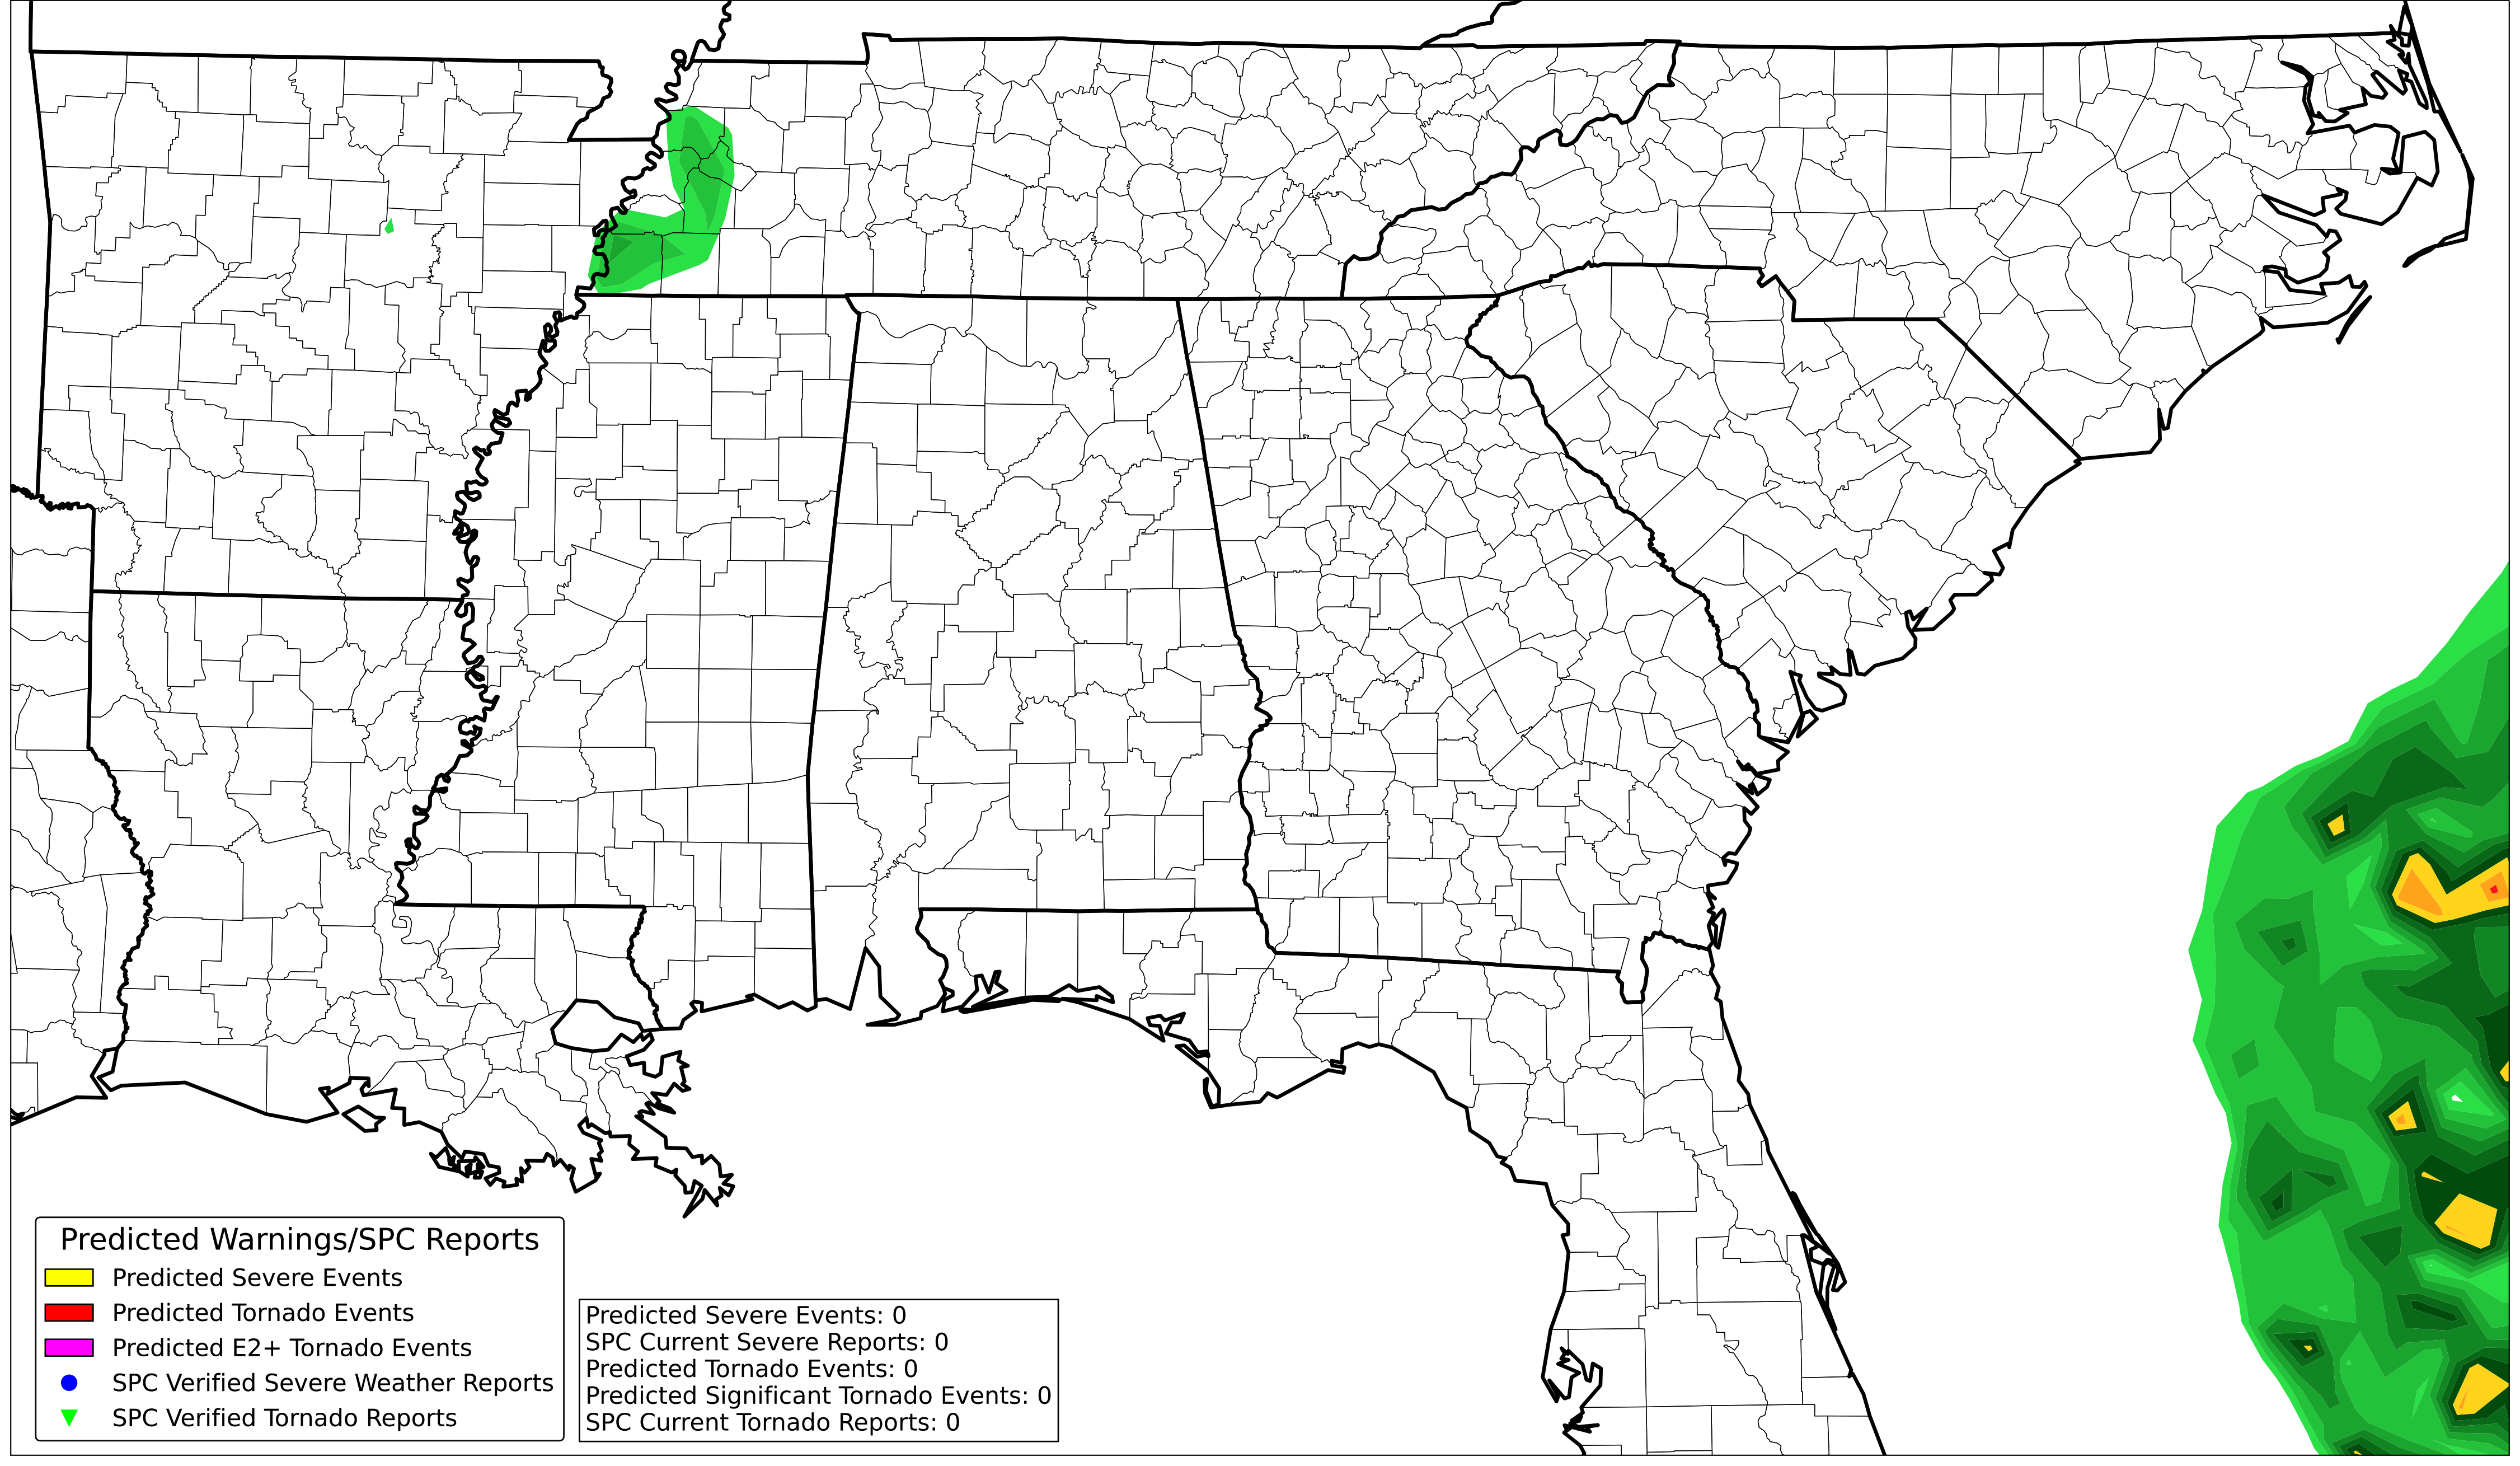 Predicted Warnings/SPC Reports
Predicted Severe Events
Predicted Tornado Events
Predicted E2+ Tornado Events
SPC Verified Severe Weather Reports
SPC Verified Tornado Reports
Predicted Severe Events: 0
SPC Current Severe Reports: 0
Predicted Tornado Events: 0
Predicted Significant Tornado Events: 0
SPC Current Tornado Reports: 0